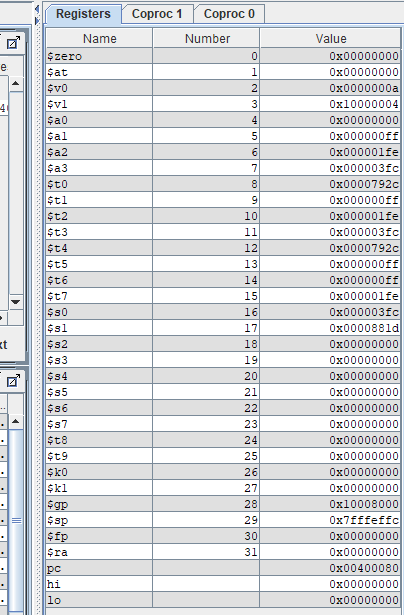 Registers Coproc 1 Coproc 0
Name Number Value
$zero 0 0x00000000
$at 1 0x00000000
$v0 2 0x0000000a
$v1 3 0x10000004
$a0 4 0x00000000
$a1 5 0x000000ff
$a2 6 0x000001fe
$a3 7 0x000003fc
$t0 8 0x0000792c
$t1 9 0x000000ff
$t2 10 0x000001fe
$t3 11 0x000003fc
$t4 12 0x0000792c
$t5 13 0x000000ff
$t6 14 0x000000ff
$t7 15 0x000001fe
$s0 16 0x000003fc
$s1 17 0x0000881d
$s2 18 0x00000000
$s3 19 0x00000000
$s4 20 0x00000000
$s5 21 0x00000000
$s6 22 0x00000000
$s7 23 0x00000000
$t8 24 0x00000000
$t9 25 0x00000000
$k0 26 0x00000000
$k1 27 0x00000000
$gp 28 0x10008000
$sp 29 0x7fffeffc
$fp 30 0x00000000
$ra 31 0x00000000
pc 0x00400080
hi 0x00000000
lo 0x00000000